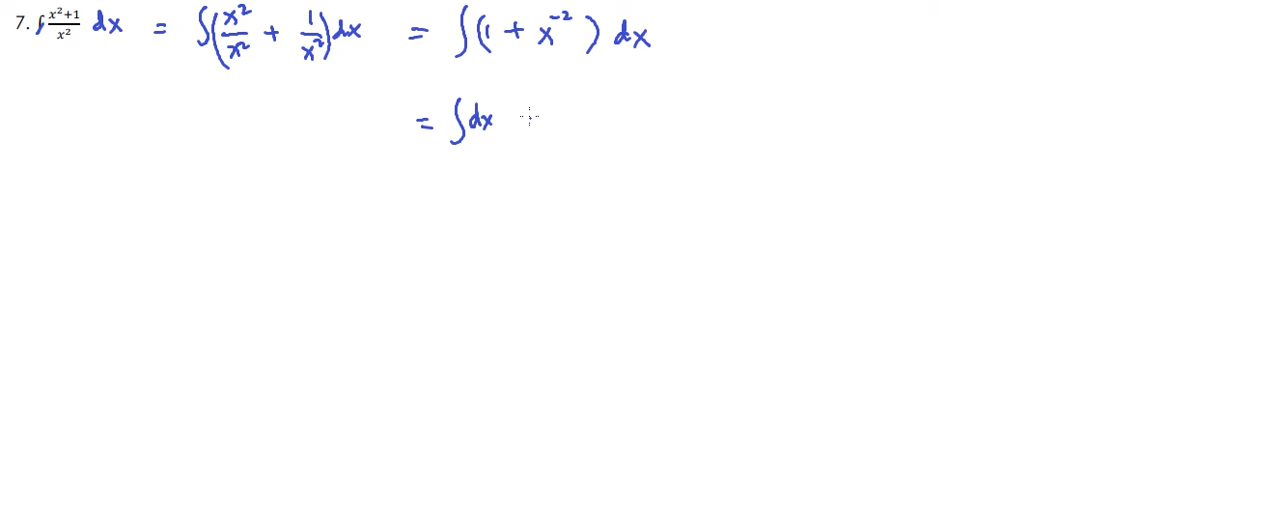 7. ∫ x²+1/x² dx = ∫(x²/x² + 1/x²)dx = ∫(1 + x⁻²) dx
= ∫dx